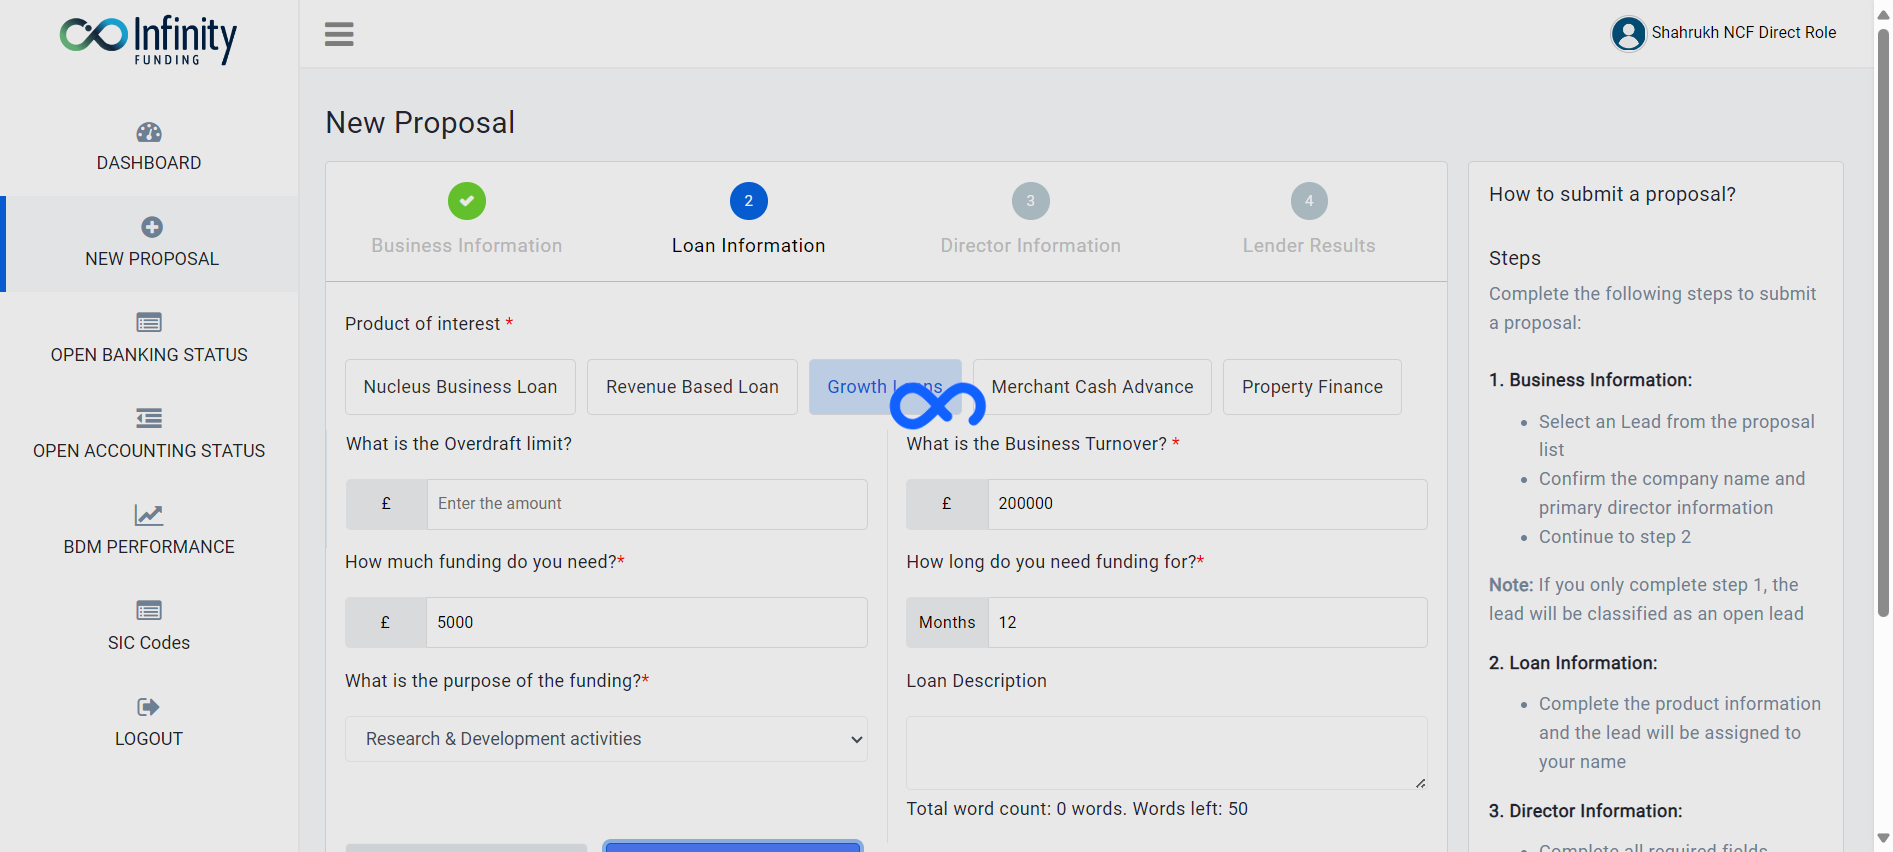 Infinity
FUNDING
Shahrukh NCF Direct Role
DASHBOARD
NEW PROPOSAL
OPEN BANKING STATUS
OPEN ACCOUNTING STATUS
BDM PERFORMANCE
SIC Codes
LOGOUT
New Proposal
2
3
4
Business Information
Loan Information
Director Information
Lender Results
Product of interest *
Nucleus Business Loan
Revenue Based Loan
Growth Loans
Merchant Cash Advance
Property Finance
What is the Overdraft limit?
£
Enter the amount
What is the Business Turnover? *
£
200000
How much funding do you need?*
£
5000
How long do you need funding for?*
Months
12
What is the purpose of the funding?*
Research & Development activities
Loan Description
Total word count: 0 words. Words left: 50
How to submit a proposal?
Steps
Complete the following steps to submit
a proposal:
1. Business Information:
• Select an Lead from the proposal
list
• Confirm the company name and
primary director information
• Continue to step 2
Note: If you only complete step 1, the
lead will be classified as an open lead
2. Loan Information:
• Complete the product information
and the lead will be assigned to
your name
3. Director Information:
• Complete all required fields